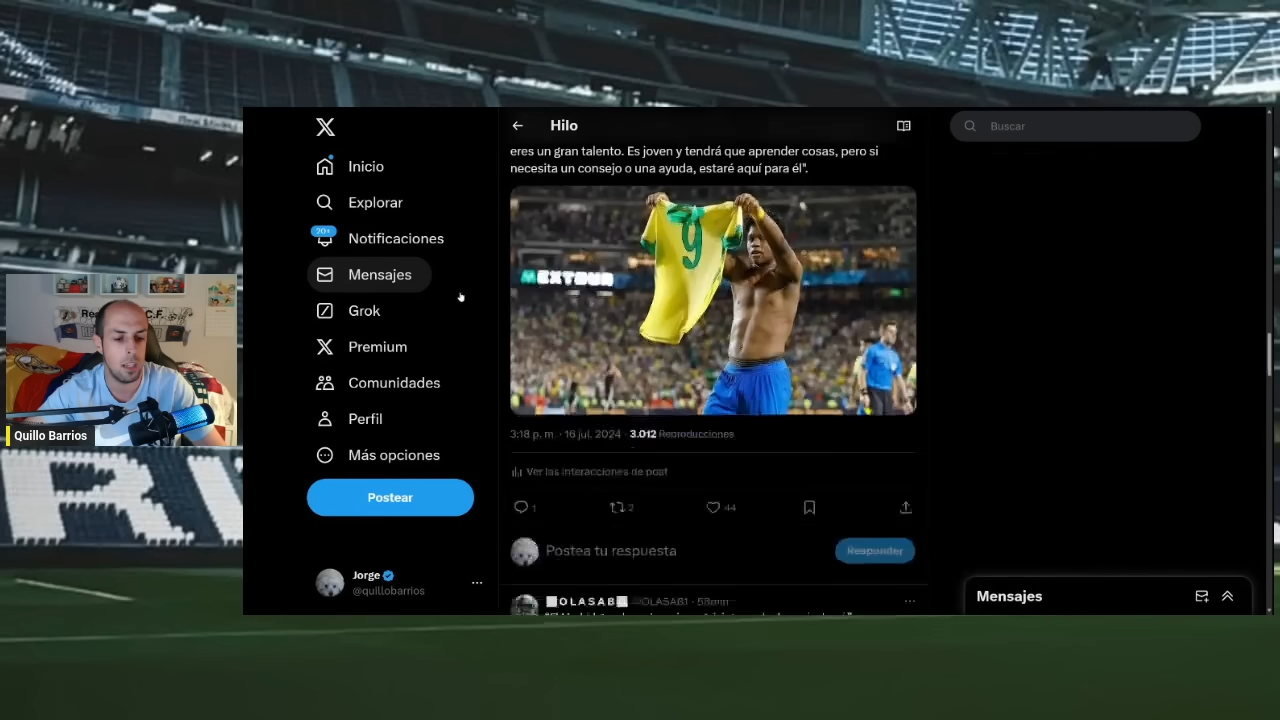 Hilo
Buscar
Inicio
Explorar
20+
Notificaciones
Mensajes
Grok
Premium
Comunidades
Perfil
Más opciones
Postear
Jorge
@quillobarrios
eres un gran talento. Es joven y tendrá que aprender cosas, pero si
necesita un consejo o una ayuda, estaré aquí para él".
9
3:18 p. m. · 16 jul. 2024 · 3.012 Reproducciones
Ver las interacciones de post
1 2 44
Postea tu respuesta
Responder
Mensajes
Quillo Barrios